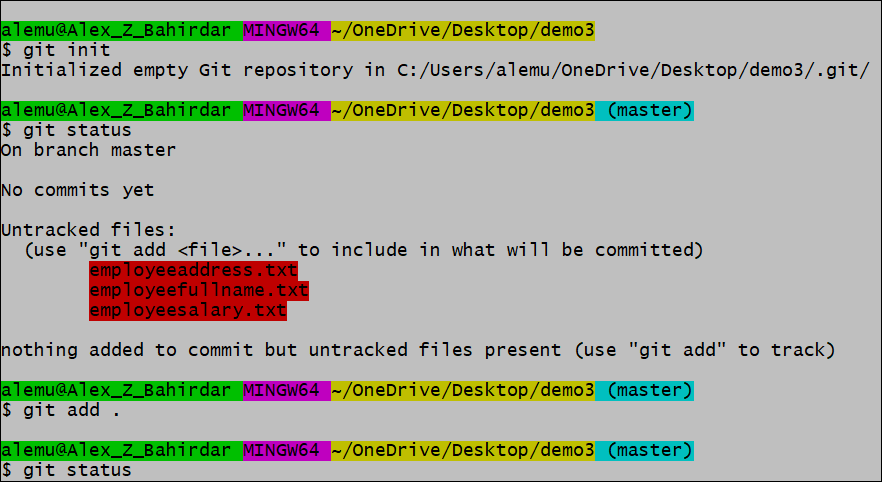 alemu@Alex_Z_Bahirdar MINGW64 ~/OneDrive/Desktop/demo3
$ git init
Initialized empty Git repository in C:/Users/alemu/OneDrive/Desktop/demo3/.git/
alemu@Alex_Z_Bahirdar MINGW64 ~/OneDrive/Desktop/demo3 (master)
$ git status
On branch master
No commits yet
Untracked files:
(use "git add <file>..." to include in what will be committed)
employeeaddress.txt
employeefullname.txt
employeesalary.txt
nothing added to commit but untracked files present (use "git add" to track)
alemu@Alex_Z_Bahirdar MINGW64 ~/OneDrive/Desktop/demo3 (master)
$ git add .
alemu@Alex_Z_Bahirdar MINGW64 ~/OneDrive/Desktop/demo3 (master)
$ git status